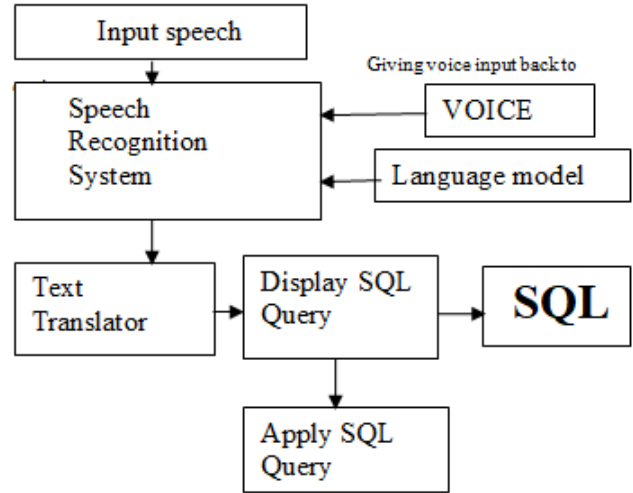 Input speech
Giving voice input back to
Speech
Recognition
System
VOICE
Language model
Text
Translator
Display SQL
Query
SQL
Apply SQL
Query